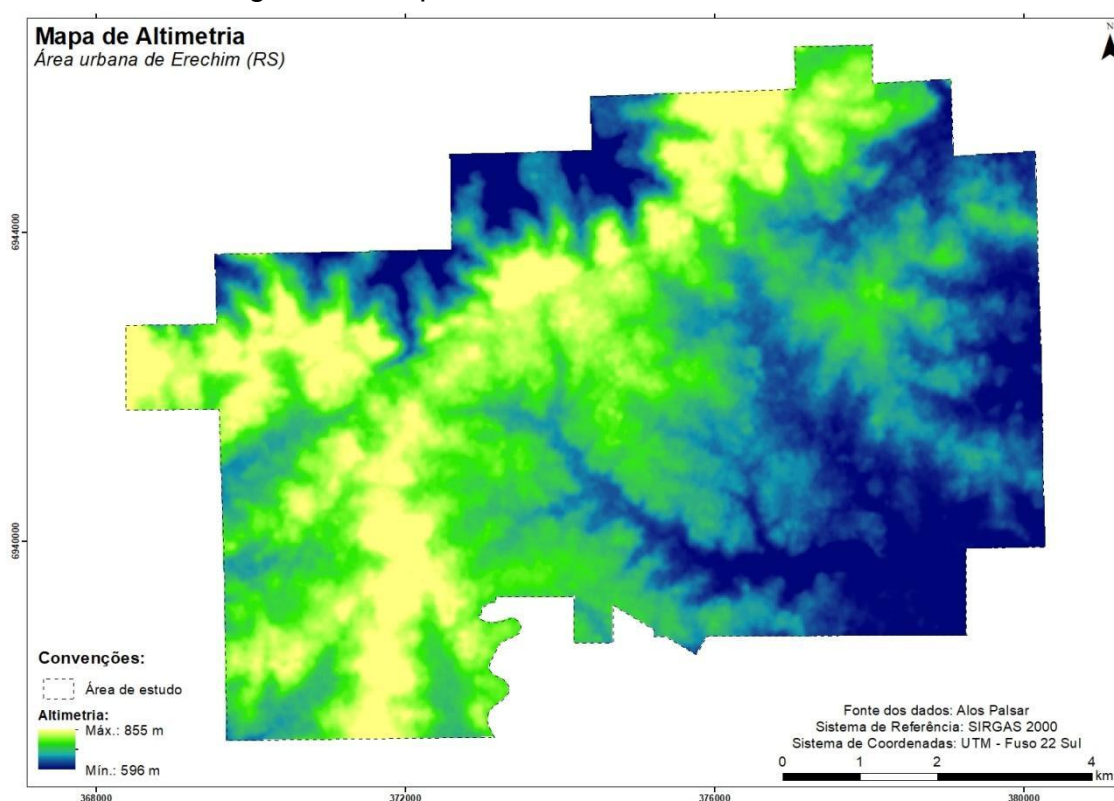 Mapa de Altimetria
Área urbana de Erechim (RS)
N
6944000
6940000
Convenções:
Área de estudo
Altimetria:
Máx.: 855 m
Mín.: 596 m
Fonte dos dados: Alos Palsar
Sistema de Referência: SIRGAS 2000
Sistema de Coordenadas: UTM - Fuso 22 Sul
0 1 2 3 4
km
368000 372000 376000 380000